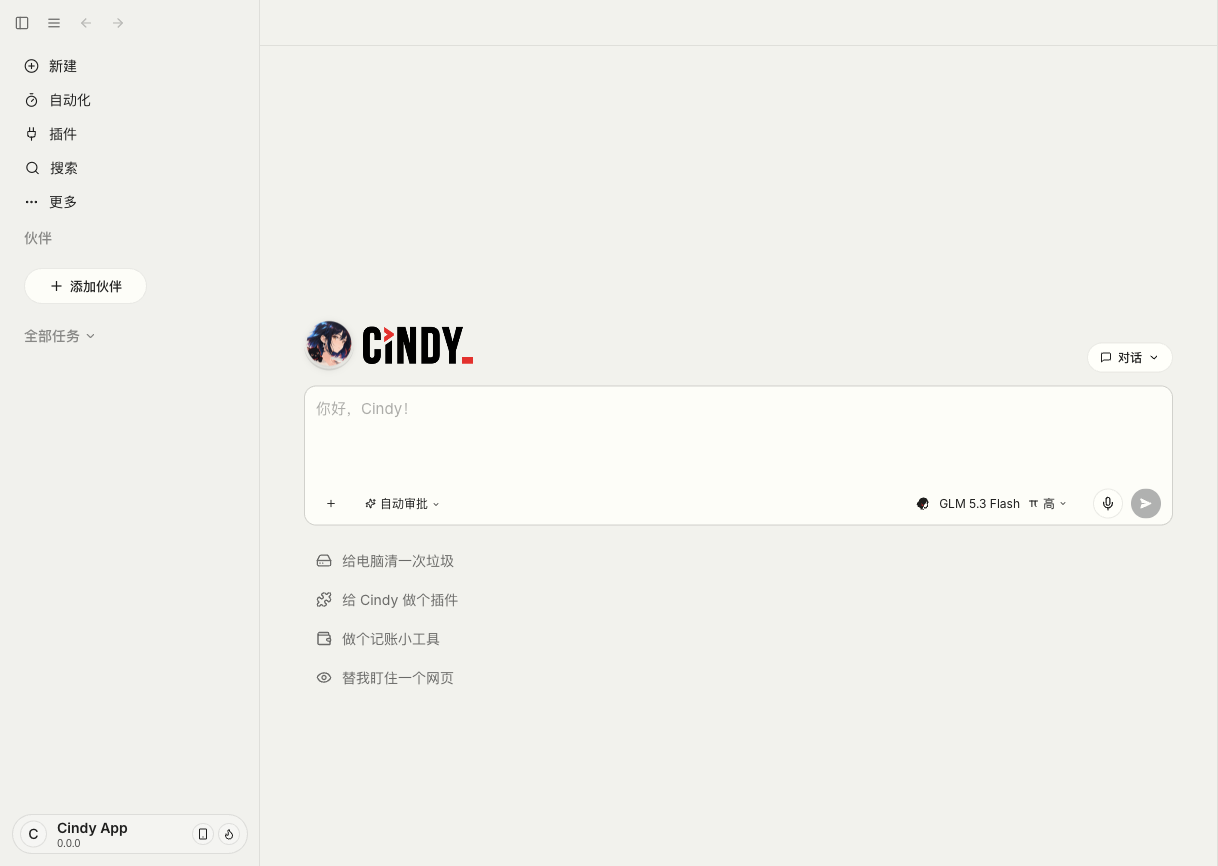 新建
自动化
插件
搜索
更多
伙伴
添加伙伴
全部任务
CINDY_
对话
你好，Cindy！
自动审批
GLM 5.3 Flash
高
给电脑清一次垃圾
给 Cindy 做个插件
做个记账小工具
替我盯住一个网页
C
Cindy App
0.0.0